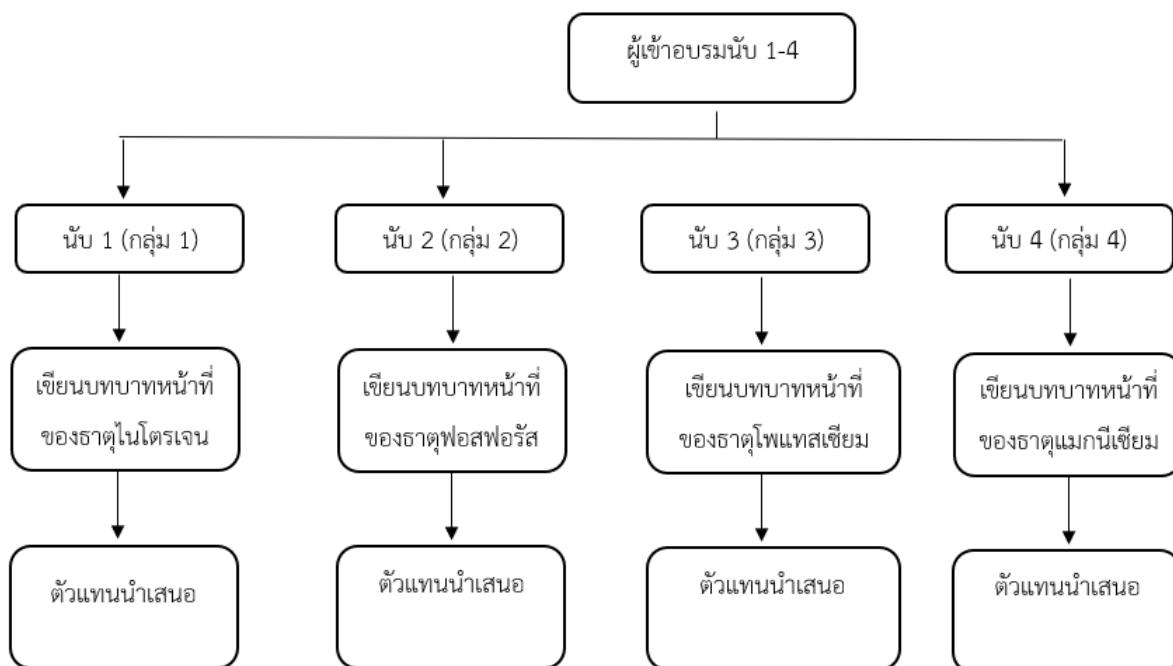 ผู้เข้าอบรมนับ 1-4
นับ 1 (กลุ่ม 1)
นับ 2 (กลุ่ม 2)
นับ 3 (กลุ่ม 3)
นับ 4 (กลุ่ม 4)
เขียนบทบาทหน้าที่
ของธาตุไนโตรเจน
เขียนบทบาทหน้าที่
ของธาตุฟอสฟอรัส
เขียนบทบาทหน้าที่
ของธาตุโพแทสเซียม
เขียนบทบาทหน้าที่
ของธาตุแมกนีเซียม
ตัวแทนนำเสนอ
ตัวแทนนำเสนอ
ตัวแทนนำเสนอ
ตัวแทนนำเสนอ